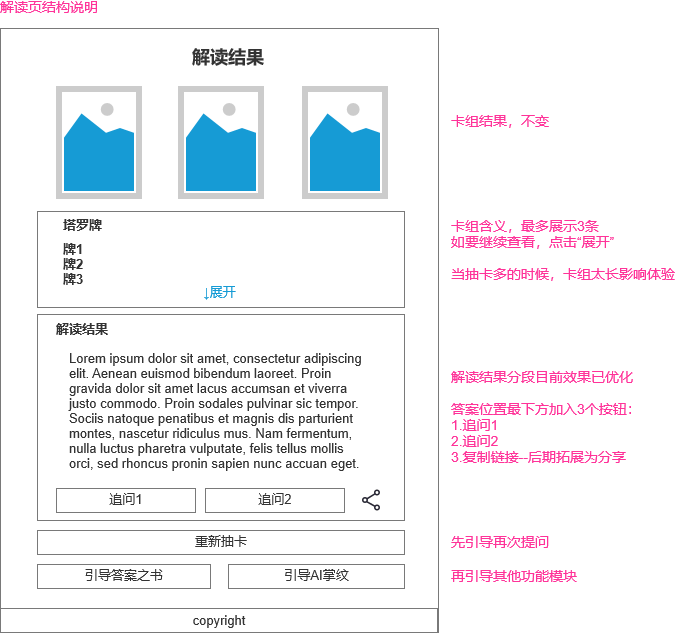 解读页结构说明
解读结果
卡组结果，不变
塔罗牌
牌1
牌2
牌3
↓展开
卡组含义，最多展示3条
如要继续查看，点击“展开”
当抽卡多的时候，卡组太长影响体验
解读结果
Lorem ipsum dolor sit amet, consectetur adipiscing
elit. Aenean euismod bibendum laoreet. Proin
gravida dolor sit amet lacus accumsan et viverra
justo commodo. Proin sodales pulvinar sic tempor.
Sociis natoque penatibus et magnis dis parturient
montes, nascetur ridiculus mus. Nam fermentum,
nulla luctus pharetra vulputate, felis tellus mollis
orci, sed rhoncus pronin sapien nunc accuan eget.
解读结果分段目前效果已优化
答案位置最下方加入3个按钮：
1.追问1
2.追问2
3.复制链接--后期拓展为分享
追问1
追问2
重新抽卡
先引导再次提问
引导答案之书
引导AI掌纹
再引导其他功能模块
copyright